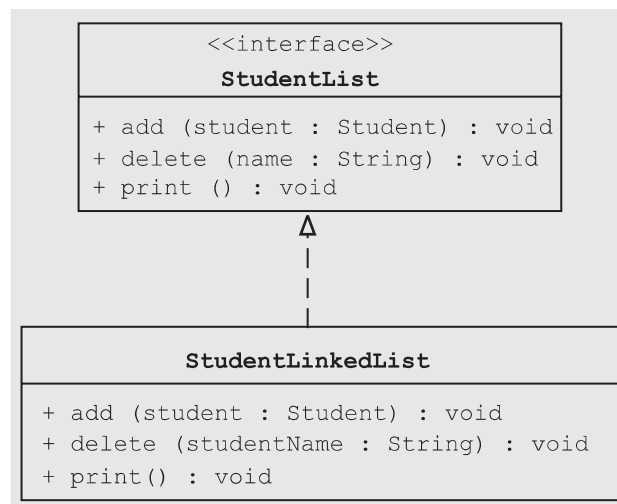 <<interface>>
StudentList
+ add (student : Student) : void
+ delete (name : String) : void
+ print () : void
StudentLinkedList
+ add (student : Student) : void
+ delete (studentName : String) : void
+ print() : void